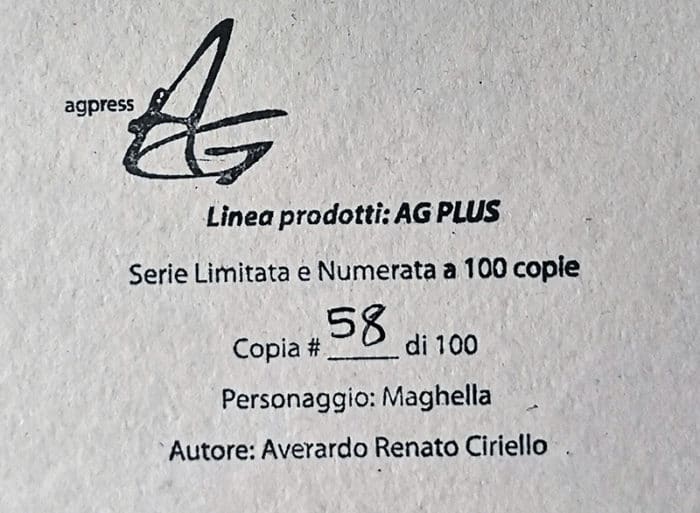 agpress AG
Linea prodotti: AG PLUS
Serie Limitata e Numerata a 100 copie
Copia # 58 di 100
Personaggio: Maghella
Autore: Averardo Renato Ciriello